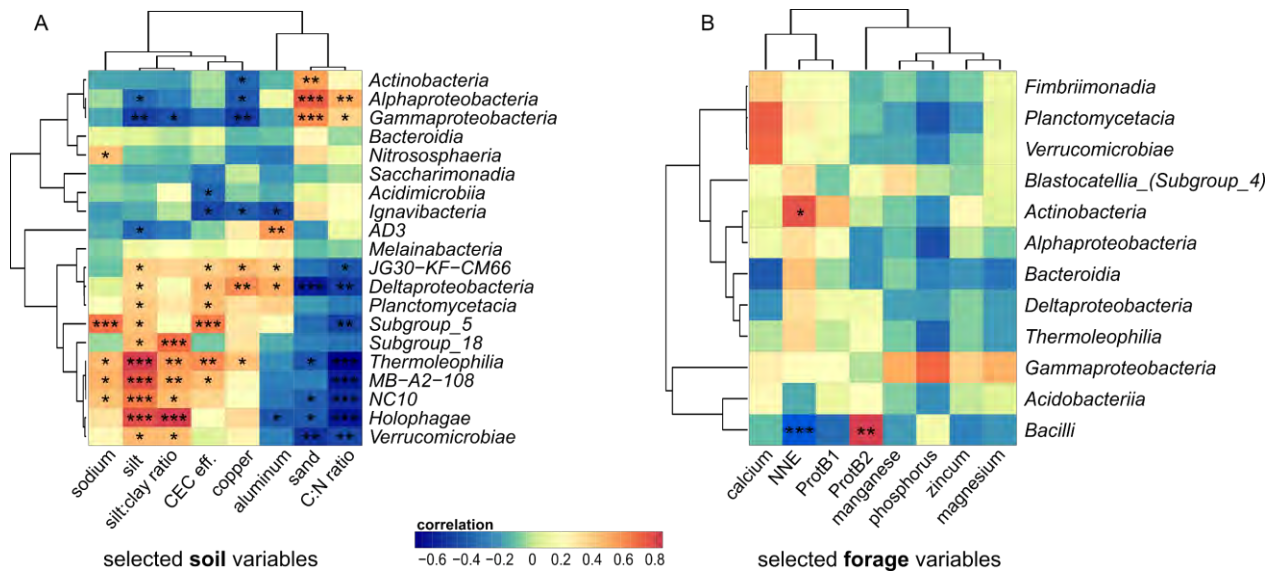 A
** 
* Actinobacteria
* * *** ** Alphaproteobacteria
** * ** *** * Gammaproteobacteria
Bacteroidia
* Nitrososphaeria
Saccharimonadia
* Acidimicrobiia
* * * Ignavibacteria
* ** AD3
Melainabacteria
* * * * * JG30−KF−CM66
* * ** * *** ** Deltaproteobacteria
* * Planctomycetacia
*** * *** ** Subgroup_5
* *** Subgroup_18
* *** ** ** * * *** Thermoleophilia
* *** ** * *** MB−A2−108
* *** * * *** NC10
*** *** * * *** Holophagae
* * ** ** Verrucomicrobiae
sodium
silt
silt:clay ratio
CEC eff.
copper
aluminum
sand
C:N ratio
selected soil variables
correlation
−0.6 −0.4 −0.2 0 0.2 0.4 0.6 0.8
B
Fimbriimonadia
Planctomycetacia
Verrucomicrobiae
Blastocatellia_(Subgroup_4)
* Actinobacteria
Alphaproteobacteria
Bacteroidia
Deltaproteobacteria
Thermoleophilia
Gammaproteobacteria
Acidobacteriia
*** ** Bacilli
calcium
NNE
ProtB1
ProtB2
manganese
phosphorus
zincum
magnesium
selected forage variables